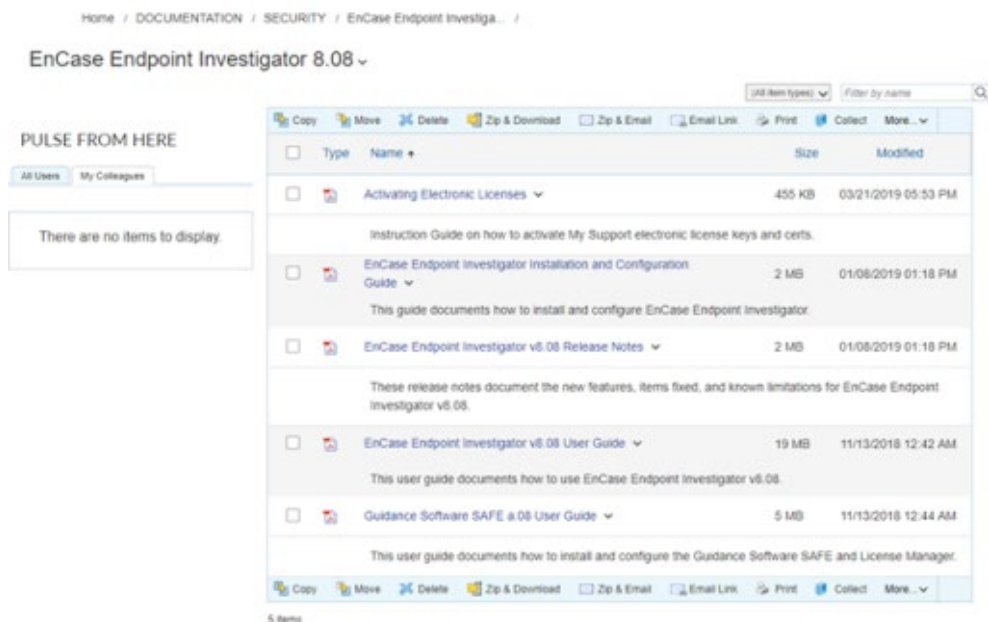 Home / DOCUMENTATION / SECURITY / EnCase Endpoint Investiga... /
EnCase Endpoint Investigator 8.08
(All item types) Filter by name
PULSE FROM HERE
All Users My Colleagues
There are no items to display.
Copy Move Delete Zip & Download Zip & Email Email Link Print Collect More...
Type Name Size Modified
Activating Electronic Licenses 455 KB 03/21/2019 05:53 PM
Instruction Guide on how to activate My Support electronic license keys and certs.
EnCase Endpoint Investigator Installation and Configuration
Guide 2 MB 01/08/2019 01:18 PM
This guide documents how to install and configure EnCase Endpoint Investigator.
EnCase Endpoint Investigator v8.08 Release Notes 2 MB 01/08/2019 01:18 PM
These release notes document the new features, items fixed, and known limitations for EnCase Endpoint
Investigator v8.08.
EnCase Endpoint Investigator v8.08 User Guide 19 MB 11/13/2018 12:42 AM
This user guide documents how to use EnCase Endpoint Investigator v8.08.
Guidance Software SAFE a.08 User Guide 5 MB 11/13/2018 12:44 AM
This user guide documents how to install and configure the Guidance Software SAFE and License Manager.
Copy Move Delete Zip & Download Zip & Email Email Link Print Collect More...
5 items